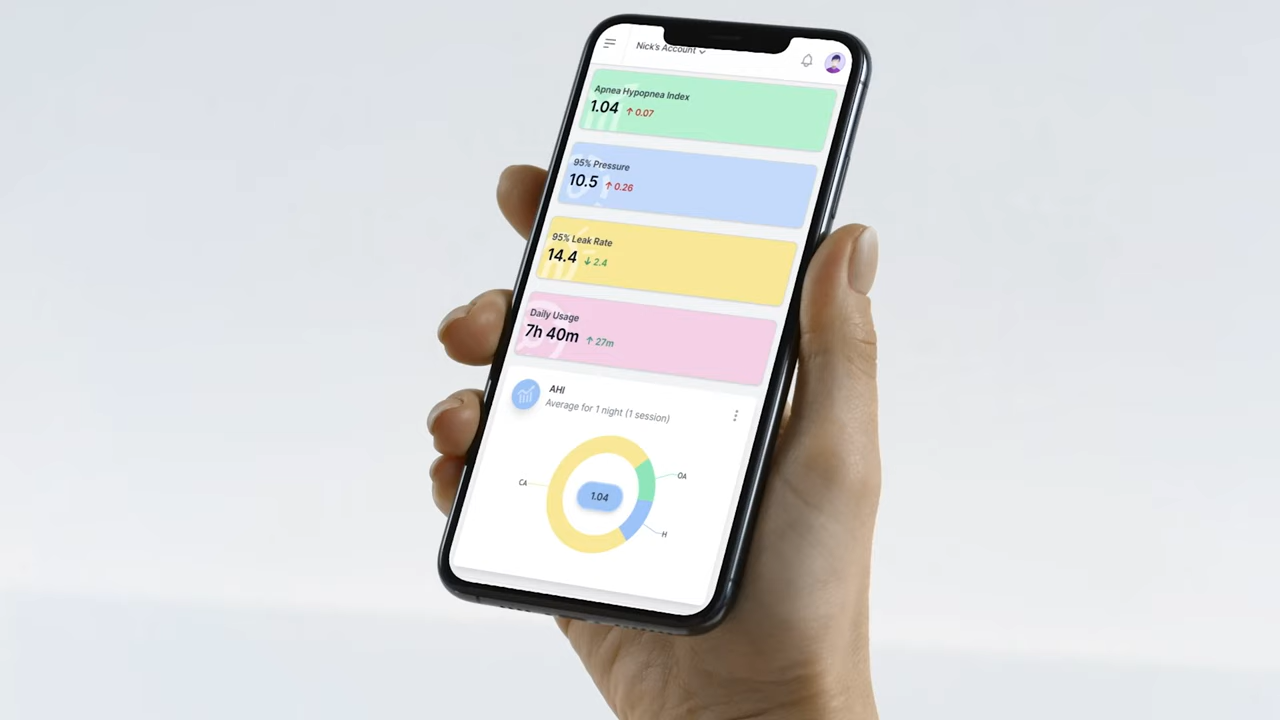 Nick's Account
Apnea Hypopnea Index
1.04 ↑ 0.07
95% Pressure
10.5 ↑ 0.26
95% Leak Rate
14.4 ↓ 2.4
Daily Usage
7h 40m ↑ 27m
AHI
Average for 1 night (1 session)
CA
OA
1.04
H